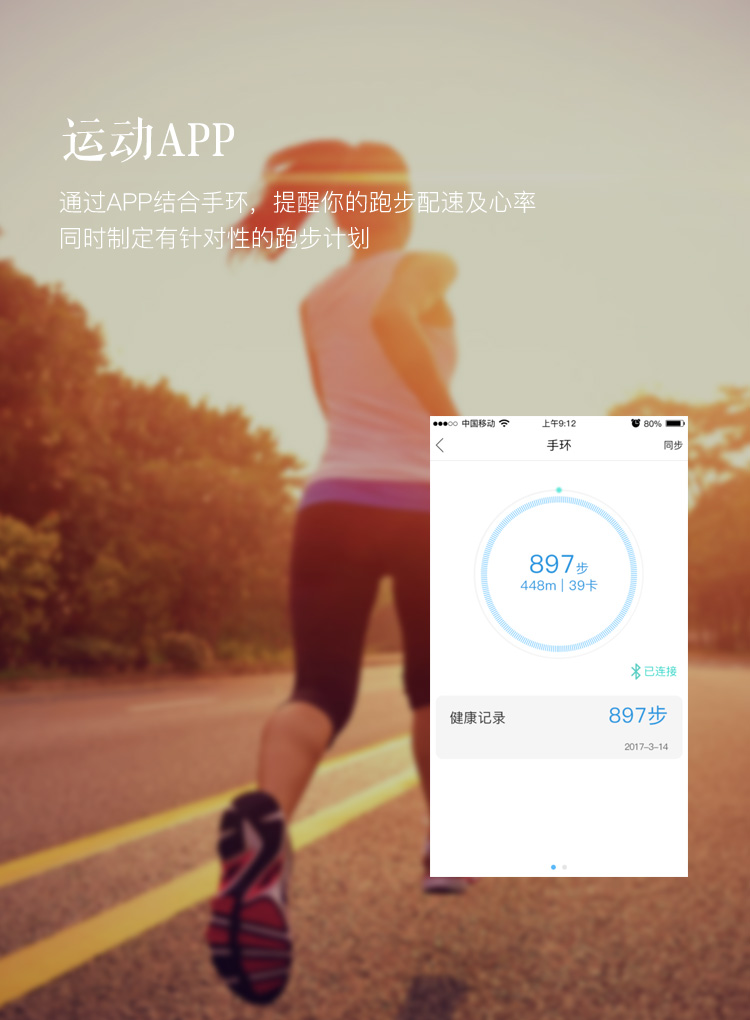 运动APP
通过APP结合手环，提醒你的跑步配速及心率
同时制定有针对性的跑步计划
中国移动 上午9:12 80%
手环 同步
897步
448m | 39卡
已连接
健康记录 897步
2017-3-14